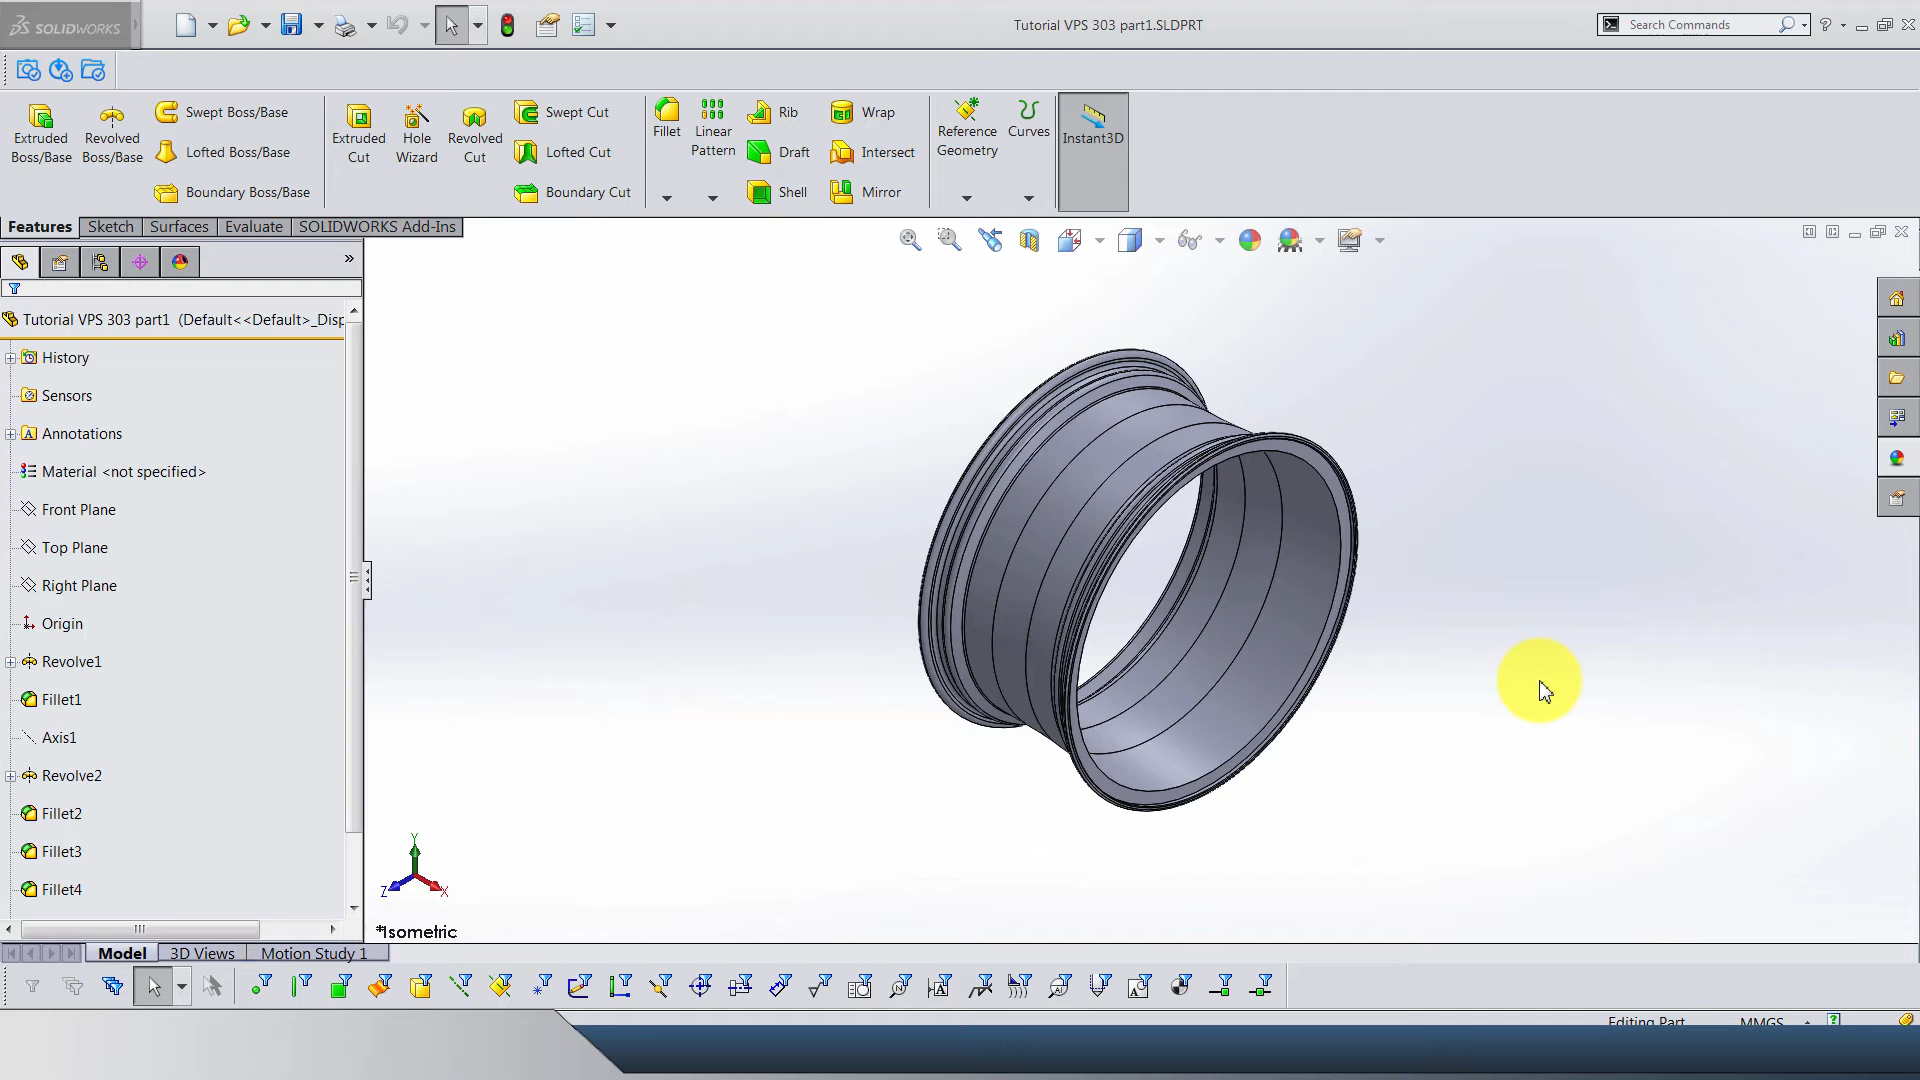 SOLIDWORKS
Tutorial VPS 303 part1.SLDPRT
Search Commands
Extruded Boss/Base
Revolved Boss/Base
Swept Boss/Base
Lofted Boss/Base
Boundary Boss/Base
Extruded Cut
Hole Wizard
Revolved Cut
Swept Cut
Lofted Cut
Boundary Cut
Fillet
Linear Pattern
Rib
Draft
Shell
Wrap
Intersect
Mirror
Reference Geometry
Curves
Instant3D
Features
Sketch
Surfaces
Evaluate
SOLIDWORKS Add-Ins
Tutorial VPS 303 part1 (Default<<Default>_Disp
History
Sensors
Annotations
Material <not specified>
Front Plane
Top Plane
Right Plane
Origin
Revolve1
Fillet1
Axis1
Revolve2
Fillet2
Fillet3
Fillet4
Y
Z
X
*Isometric
Model
3D Views
Motion Study 1
Editing Part
MMGS